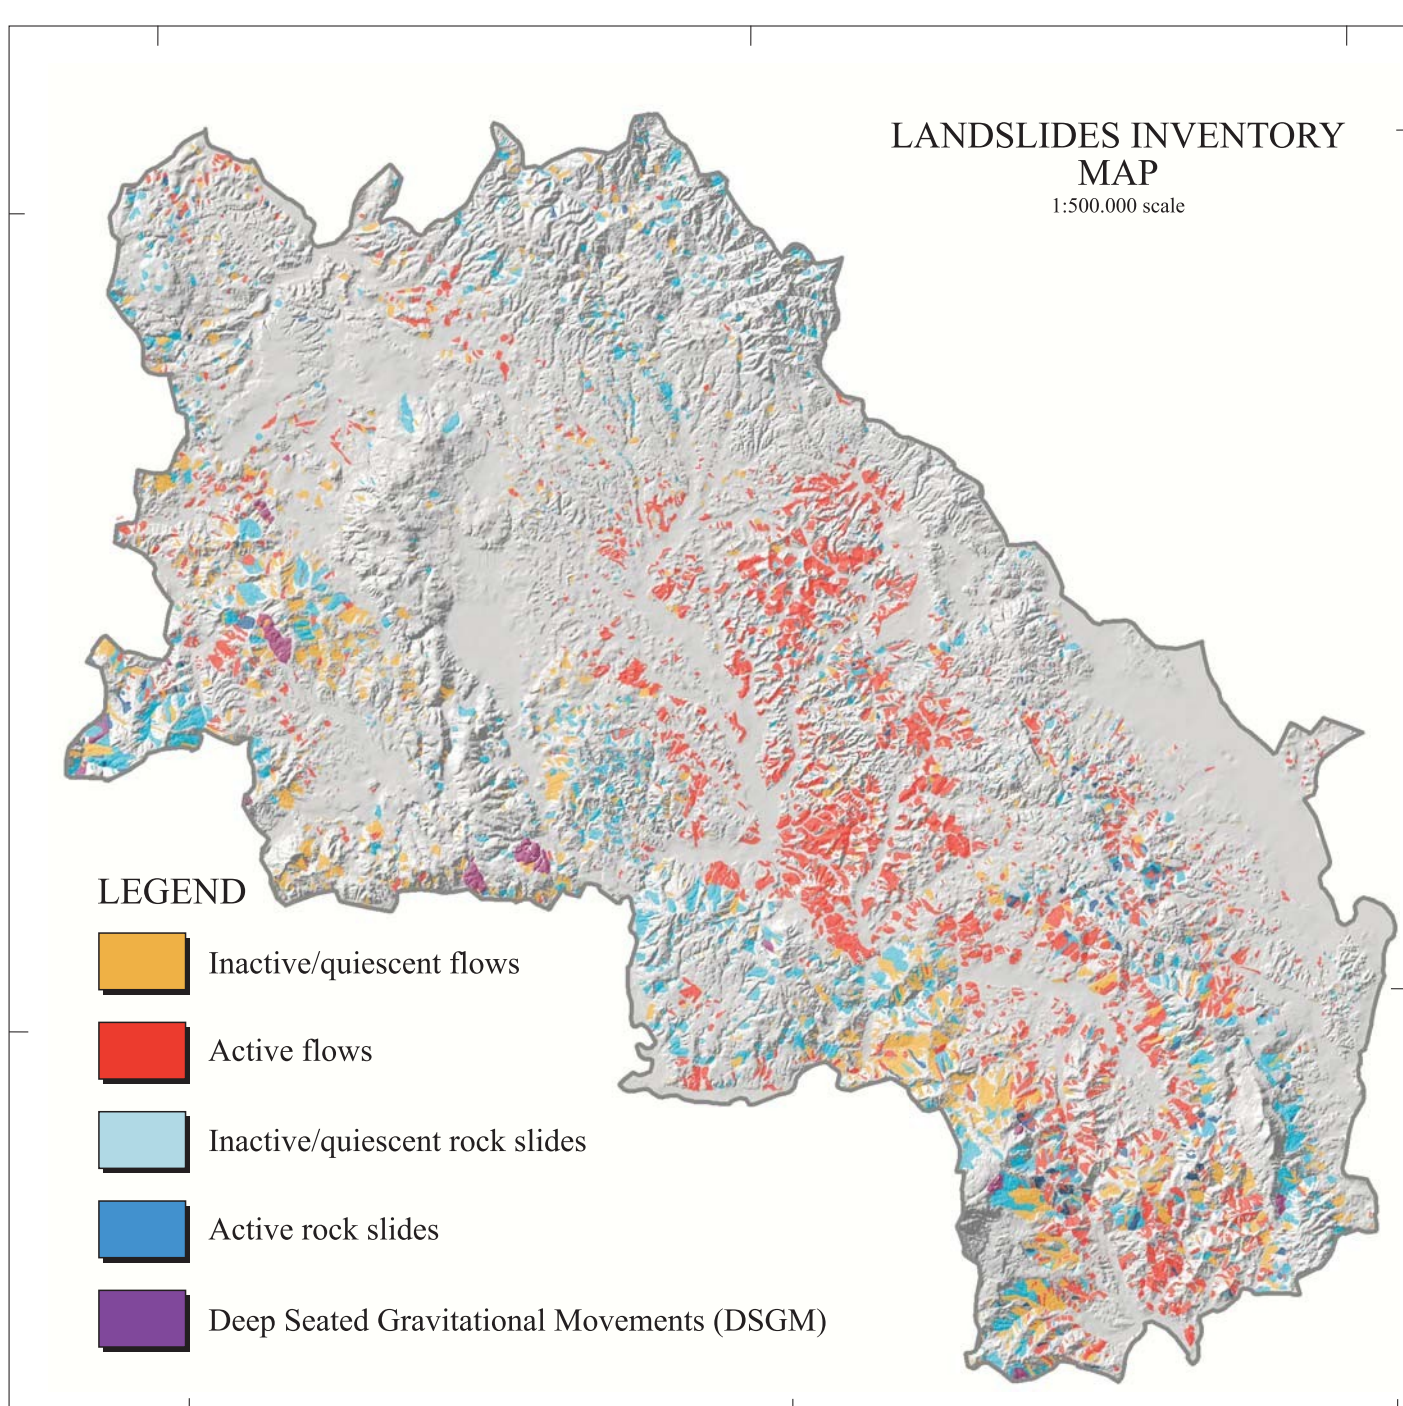 LANDSLIDES INVENTORY
MAP
1:500.000 scale
LEGEND
Inactive/quiescent flows
Active flows
Inactive/quiescent rock slides
Active rock slides
Deep Seated Gravitational Movements (DSGM)